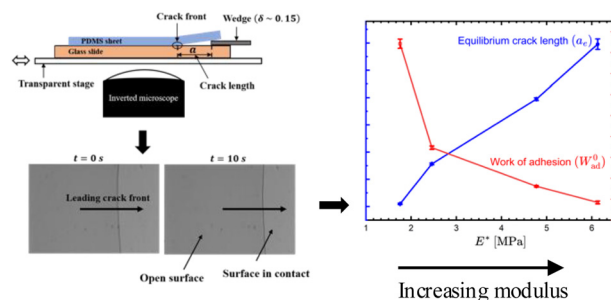 Crack front
Wedge (δ ~ 0.15)
PDMS sheet
Glass slide
a
Transparent stage
Crack length
Inverted microscope
t = 0 s
t = 10 s
Leading crack front
Open surface
Surface in contact
Equilibrium crack length (aₑ)
Work of adhesion (W⁰ad)
1 2 3 4 5 6
E* [MPa]
Increasing modulus